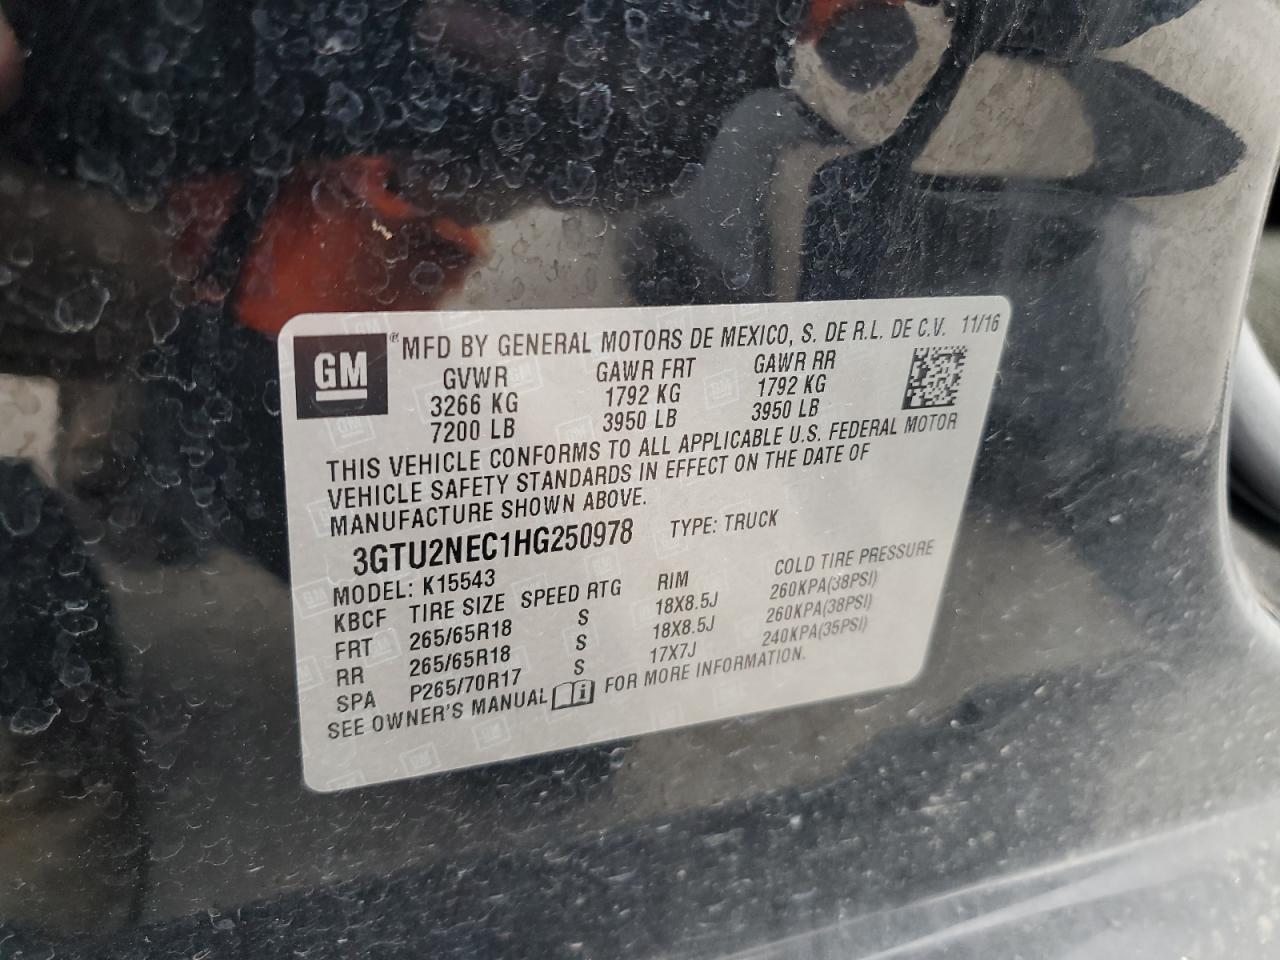 GM ® MFD BY GENERAL MOTORS DE MEXICO, S. DE R.L. DE C.V. 11/16
GVWR GAWR FRT GAWR RR
3266 KG 1792 KG 1792 KG
7200 LB 3950 LB 3950 LB
THIS VEHICLE CONFORMS TO ALL APPLICABLE U.S. FEDERAL MOTOR
VEHICLE SAFETY STANDARDS IN EFFECT ON THE DATE OF
MANUFACTURE SHOWN ABOVE.
3GTU2NEC1HG250978 TYPE: TRUCK
MODEL: K15543
KBCF TIRE SIZE SPEED RTG RIM COLD TIRE PRESSURE
FRT 265/65R18 S 18X8.5J 260KPA(38PSI)
RR 265/65R18 S 18X8.5J 260KPA(38PSI)
SPA P265/70R17 S 17X7J 240KPA(35PSI)
SEE OWNER'S MANUAL i FOR MORE INFORMATION.